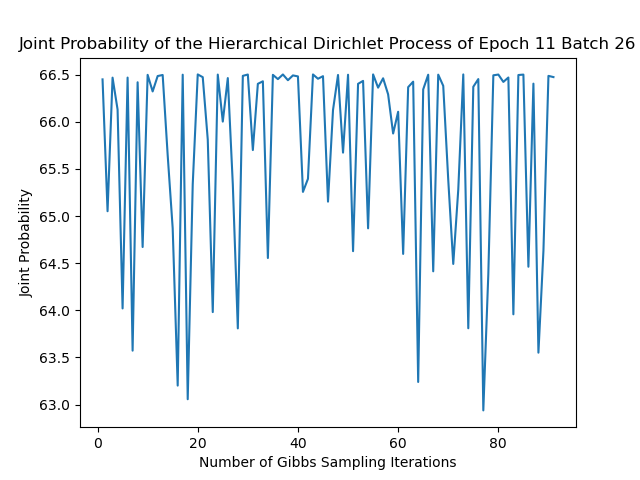 Joint Probability of the Hierarchical Dirichlet Process of Epoch 11 Batch 26
66.5
66.0
65.5
65.0
64.5
64.0
63.5
63.0
Joint Probability
0 20 40 60 80
Number of Gibbs Sampling Iterations